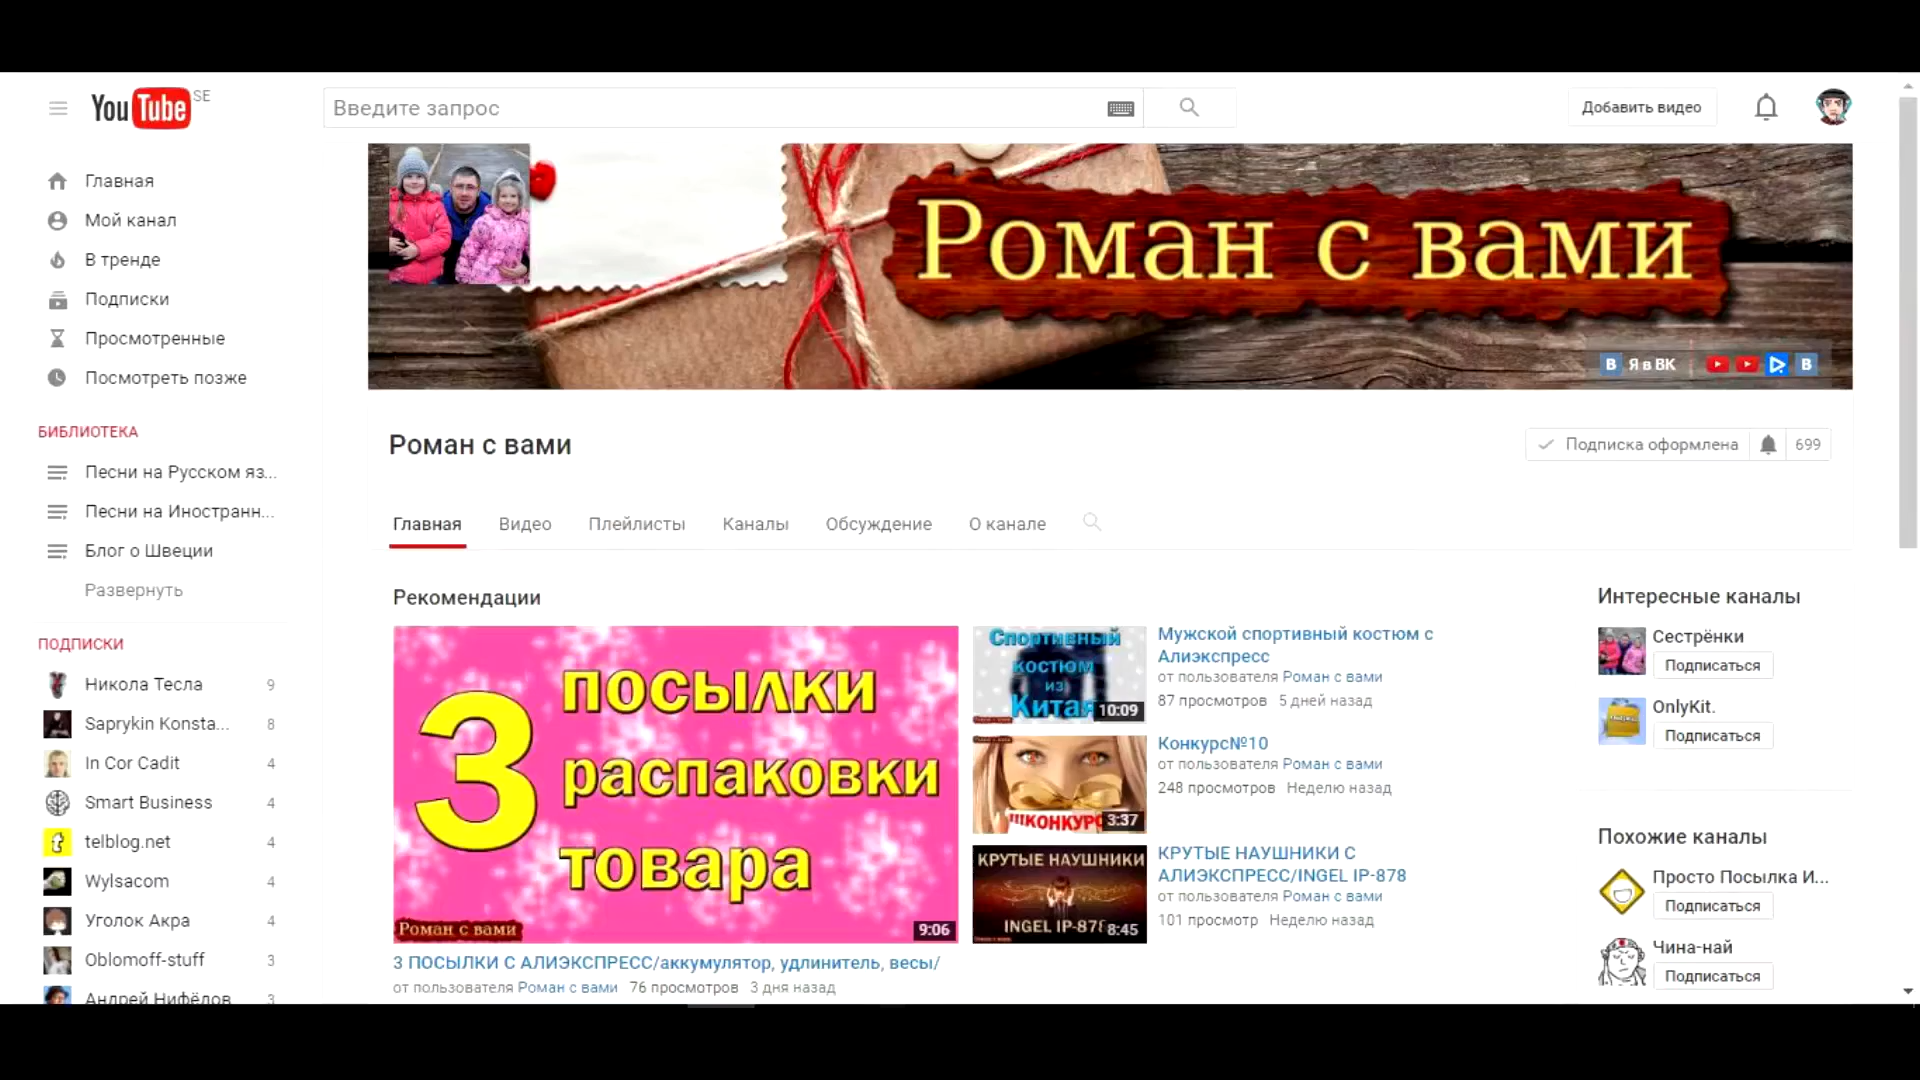 YouTube SE
Введите запрос
Добавить видео
Главная
Мой канал
В тренде
Подписки
Просмотренные
Посмотреть позже
БИБЛИОТЕКА
Песни на Русском яз...
Песни на Иностранн...
Блог о Швеции
Развернуть
ПОДПИСКИ
Никола Тесла 9
Saprykin Konsta... 8
In Cor Cadit 4
Smart Business 4
telblog.net 4
Wylsacom 4
Уголок Акра 4
Oblomoff-stuff 3
Андрей Нифёдов 3
Роман с вами
В Я в ВК
В
Роман с вами
Подписка оформлена 699
Главная Видео Плейлисты Каналы Обсуждение О канале
Рекомендации
3
посылки
распаковки
товара
Роман с вами
9:06
3 ПОСЫЛКИ С АЛИЭКСПРЕСС/аккумулятор, удлинитель, весы/
от пользователя Роман с вами 76 просмотров 3 дня назад
Спортивный
костюм
из
Китая
10:09
Мужской спортивный костюм с
Алиэкспресс
от пользователя Роман с вами
87 просмотров 5 дней назад
3:37
Конкурс№10
от пользователя Роман с вами
248 просмотров Неделю назад
КРУТЫЕ НАУШНИКИ
INGEL IP-878
8:45
КРУТЫЕ НАУШНИКИ С
АЛИЭКСПРЕСС/INGEL IP-878
от пользователя Роман с вами
101 просмотр Неделю назад
Интересные каналы
Сестрёнки
Подписаться
OnlyKit.
Подписаться
Похожие каналы
Просто Посылка И...
Подписаться
Чина-най
Подписаться